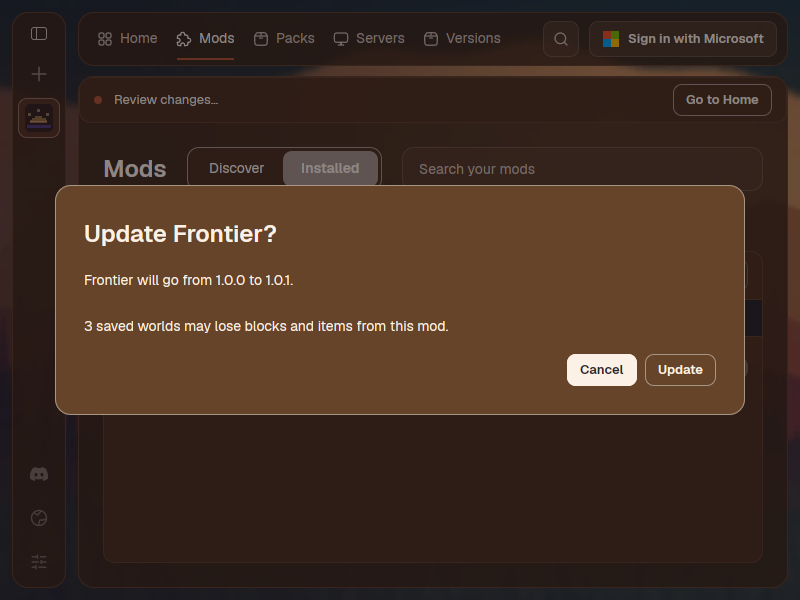 Home
Mods
Packs
Servers
Versions
Sign in with Microsoft
Review changes...
Go to Home
Mods
Discover
Installed
Search your mods
Update Frontier?
Frontier will go from 1.0.0 to 1.0.1.
3 saved worlds may lose blocks and items from this mod.
Cancel
Update